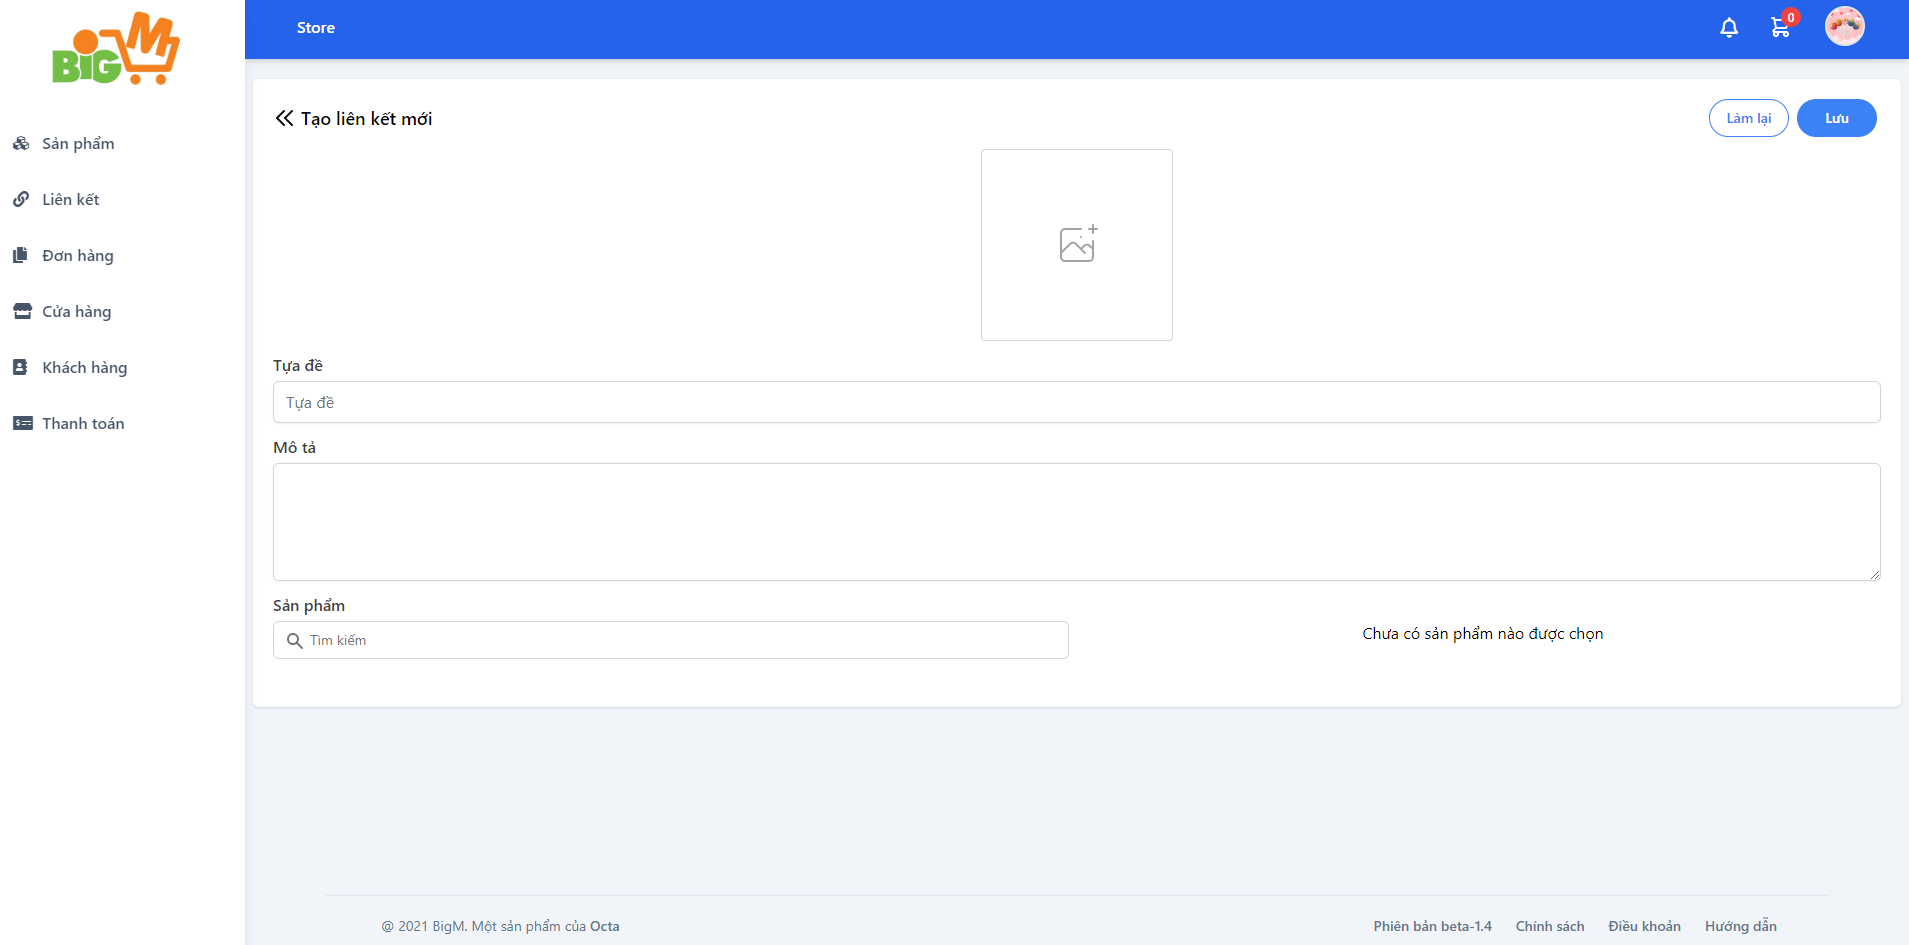 BiG M
Store
0
Sản phẩm
Liên kết
Đơn hàng
Cửa hàng
Khách hàng
Thanh toán
Tạo liên kết mới
Làm lại
Lưu
Tựa đề
Tựa đề
Mô tả
Sản phẩm
Tìm kiếm
Chưa có sản phẩm nào được chọn
@ 2021 BigM. Một sản phẩm của Octa
Phiên bản beta-1.4
Chính sách
Điều khoản
Hướng dẫn